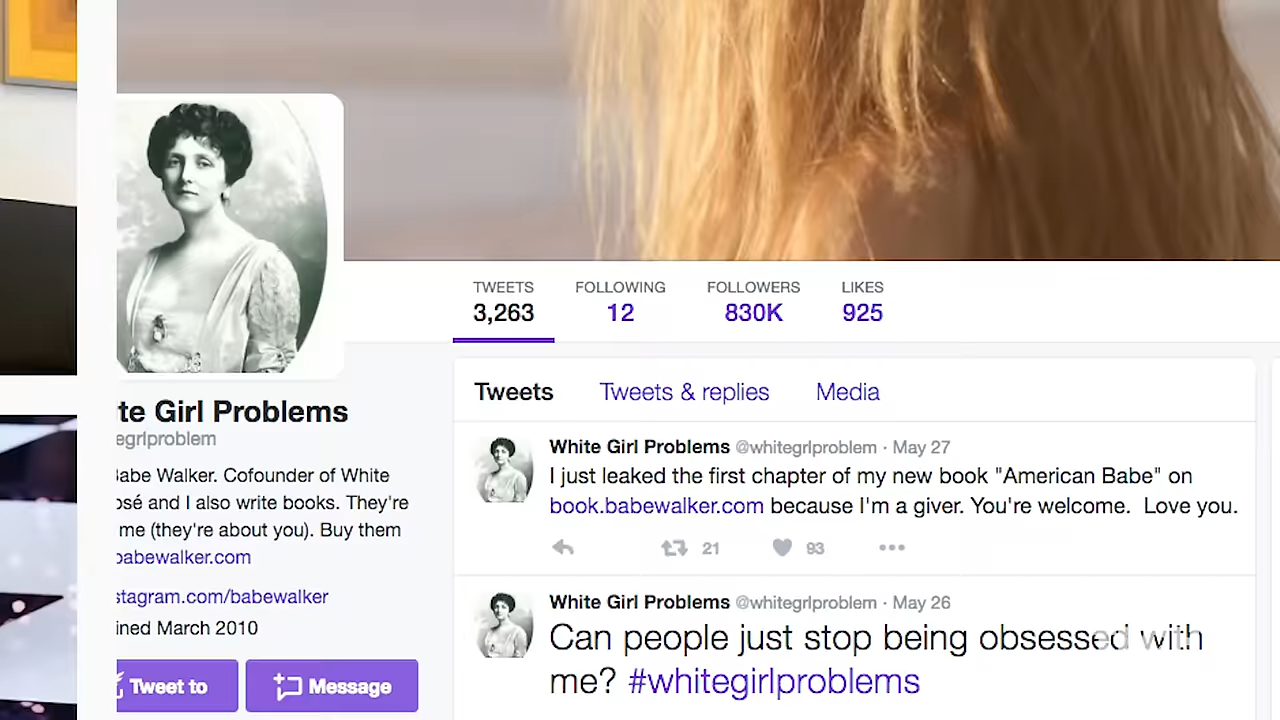 TWEETS FOLLOWING FOLLOWERS LIKES
3,263 12 830K 925
te Girl Problems
egrlproblem
Babe Walker. Cofounder of White
osé and I also write books. They're
me (they're about you). Buy them
babewalker.com
stagram.com/babewalker
ined March 2010
Tweet to Message
Tweets Tweets & replies Media
White Girl Problems @whitegrlproblem · May 27
I just leaked the first chapter of my new book "American Babe" on
book.babewalker.com because I'm a giver. You're welcome. Love you.
21 93
White Girl Problems @whitegrlproblem · May 26
Can people just stop being obsessed with
me? #whitegirlproblems